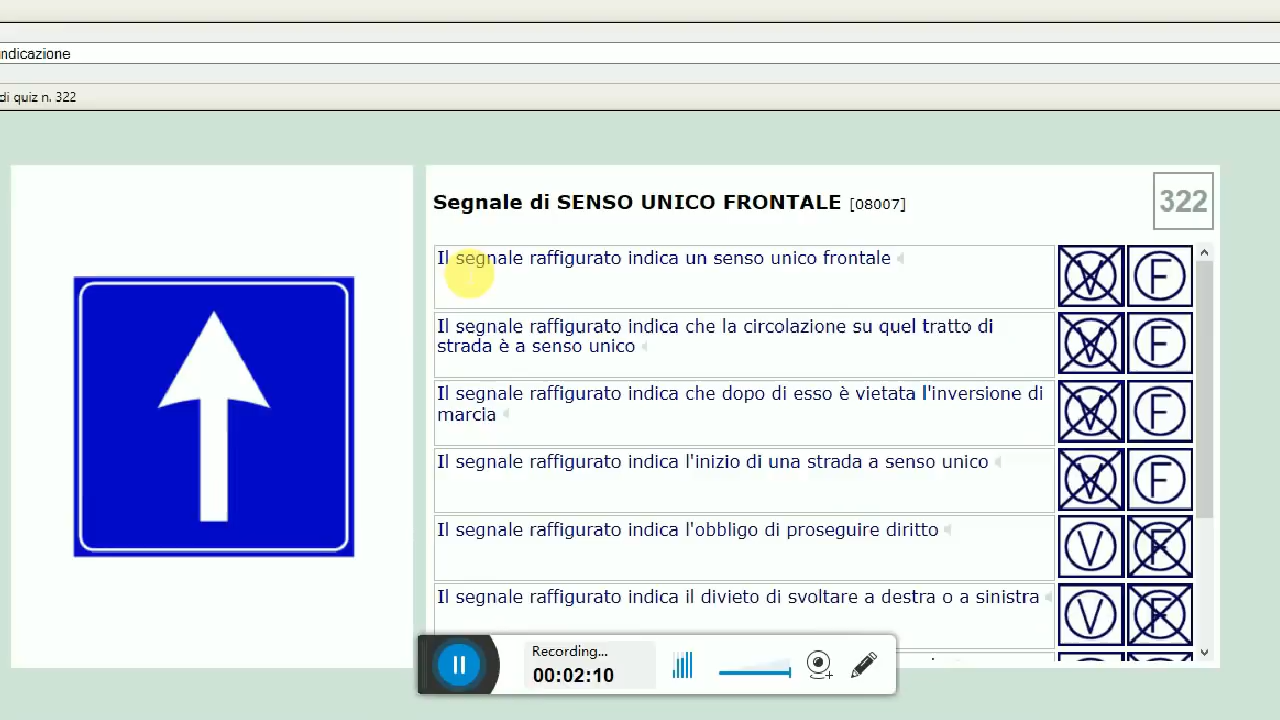 ndicazione
di quiz n. 322
Segnale di SENSO UNICO FRONTALE [08007]
322
Il segnale raffigurato indica un senso unico frontale
V F
Il segnale raffigurato indica che la circolazione su quel tratto di
strada è a senso unico
V F
Il segnale raffigurato indica che dopo di esso è vietata l'inversione di
marcia
V F
Il segnale raffigurato indica l'inizio di una strada a senso unico
V F
Il segnale raffigurato indica l'obbligo di proseguire diritto
V F
Il segnale raffigurato indica il divieto di svoltare a destra o a sinistra
V F
Recording...
00:02:10